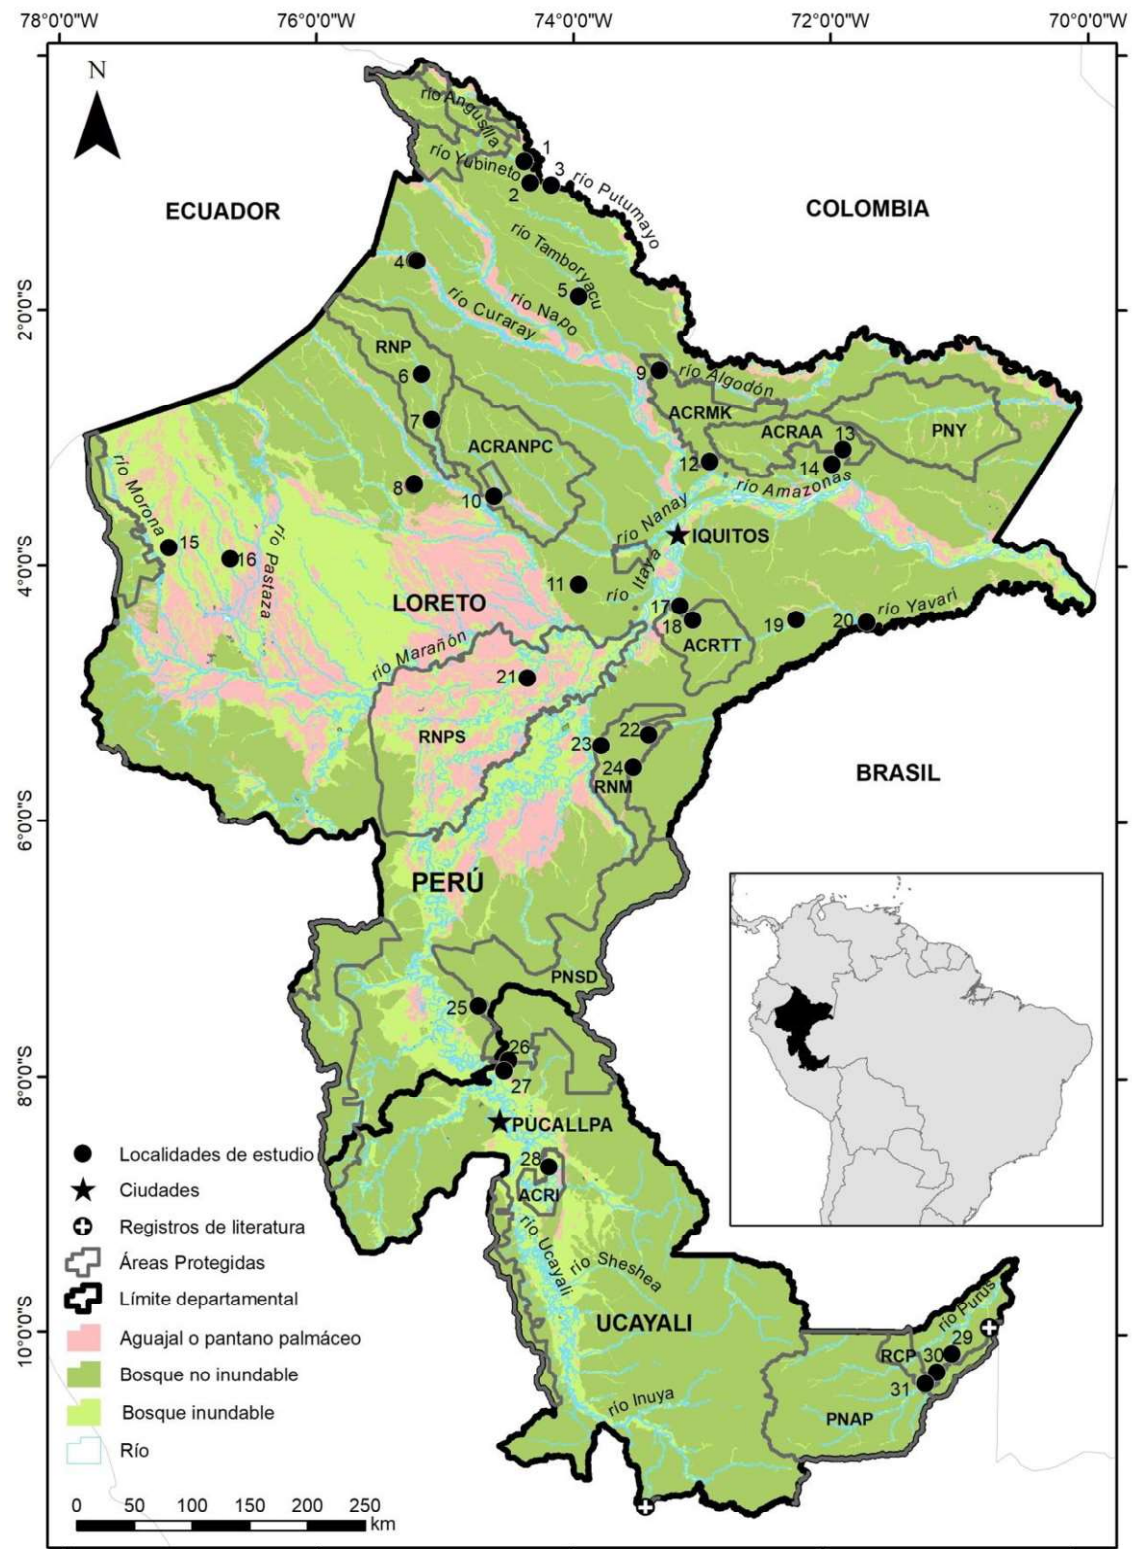 78°0'0"W
76°0'0"W
74°0'0"W
72°0'0"W
70°0'0"W
N
río Angusilla
1
río Yubineto
3
2
río Putumayo
ECUADOR
COLOMBIA
4
río Tamboryacu
5
río Curaray
río Napo
2°0'0"S
RNP
6
9
río Algodón
7
ACRMK
ACRAA
13
PNY
ACRANPC
12
14
8
10
río Amazonas
río Morona
río Nanay
IQUITOS
15
16
río Pastaza
4°0'0"S
11
río Itaya
LORETO
17
18
19
20
río Yavarí
ACRTT
río Marañón
21
RNPS
22
23
24
RNM
BRASIL
6°0'0"S
PERÚ
PNSD
25
26
27
8°0'0"S
PUCALLPA
28
ACRI
río Ucayali
río Sheshea
UCAYALI
río Purús
10°0'0"S
29
RCP
30
31
PNAP
río Inuya
Localidades de estudio
Ciudades
Registros de literatura
Áreas Protegidas
Límite departamental
Aguajal o pantano palmáceo
Bosque no inundable
Bosque inundable
Río
0 50 100 150 200 250
km